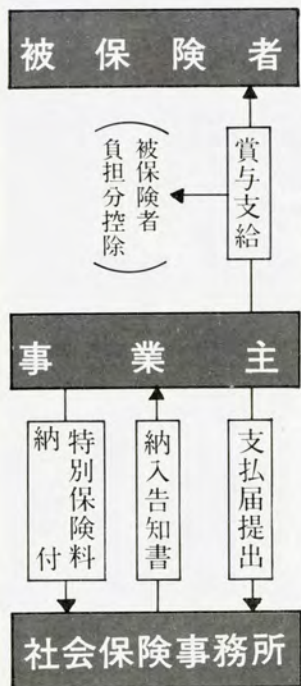 被保険者
賞与支給
(被保険者
負担分控除)
事業主
支払届提出
納入告知書
特別保険料
納付
社会保険事務所